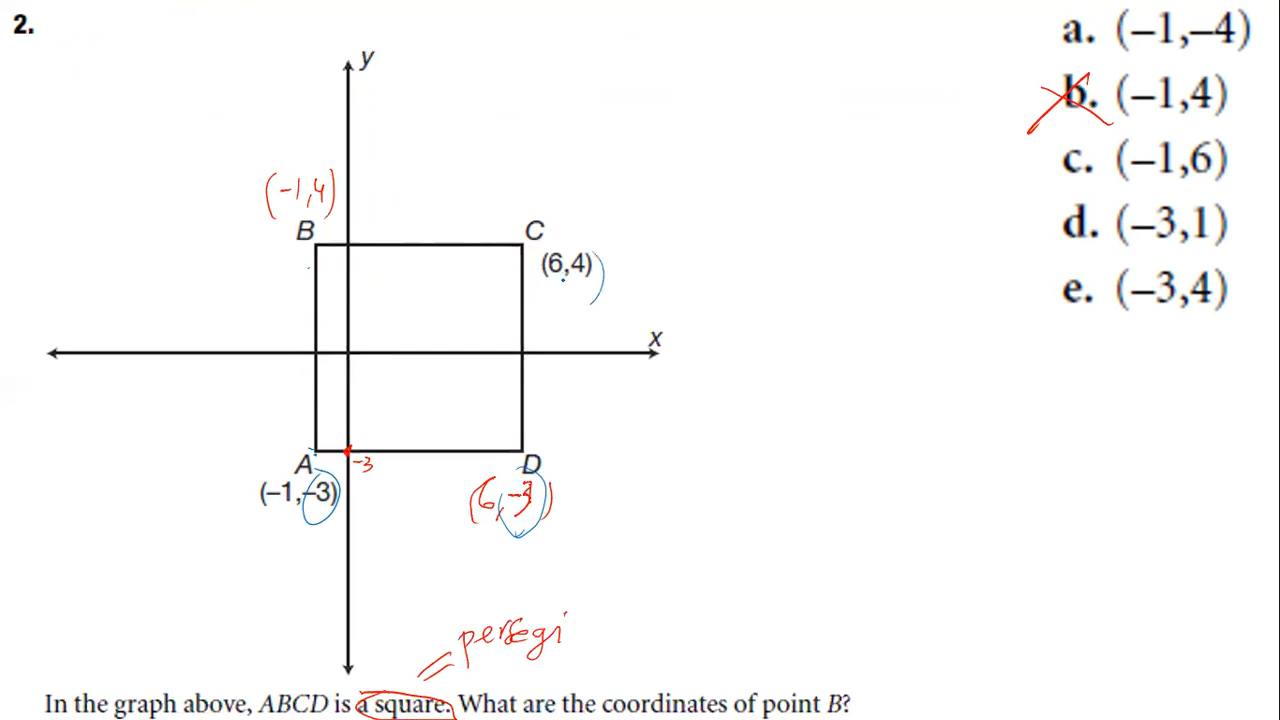 2.
a. (–1,–4)
b. (–1,4)
c. (–1,6)
d. (–3,1)
e. (–3,4)
y
(-1,4)
B
C
(6,4)
x
A
-3
D
(–1,–3)
(6,-3)
= persegi
In the graph above, ABCD is a square. What are the coordinates of point B?